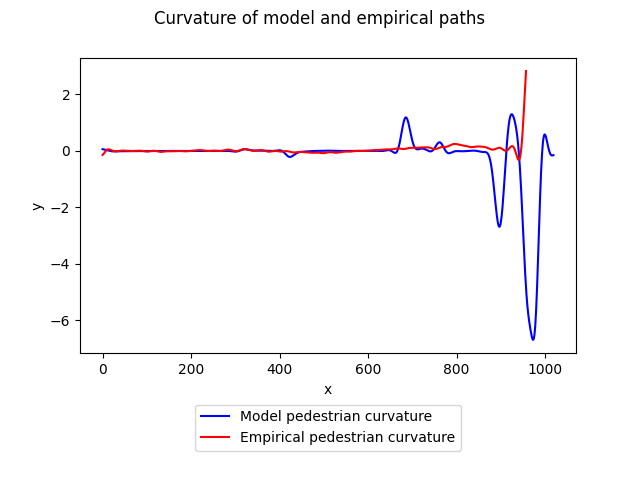 Curvature of model and empirical paths
2
0
−2
−4
−6
y
0 200 400 600 800 1000
x
Model pedestrian curvature
Empirical pedestrian curvature